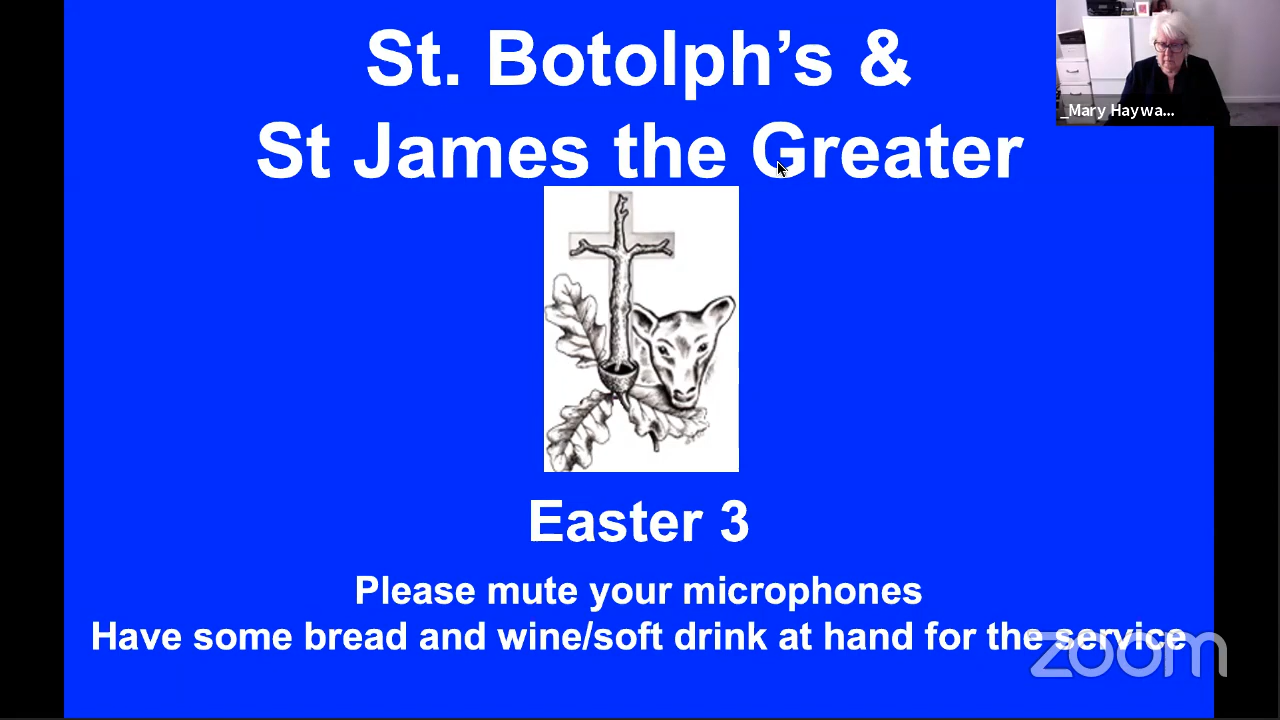 St. Botolph’s &
St James the Greater
_Mary Haywa...
Easter 3
Please mute your microphones
Have some bread and wine/soft drink at hand for the service
zoom